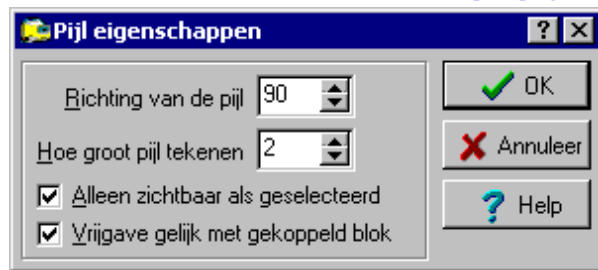 Pijl eigenschappen
Richting van de pijl 90
Hoe groot pijl tekenen 2
Alleen zichtbaar als geselecteerd
Vrijgave gelijk met gekoppeld blok
OK
Annuleer
Help